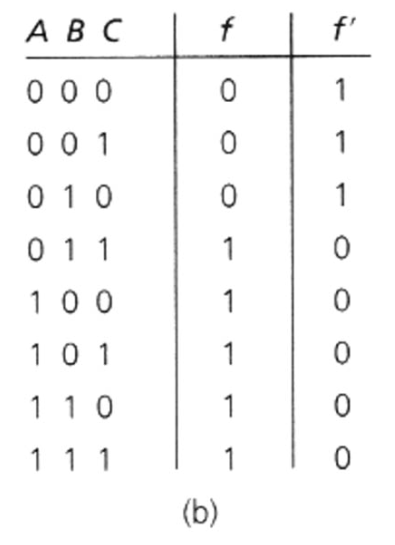 A B C f f'
0 0 0 0 1
0 0 1 0 1
0 1 0 0 1
0 1 1 1 0
1 0 0 1 0
1 0 1 1 0
1 1 0 1 0
1 1 1 1 0
(b)